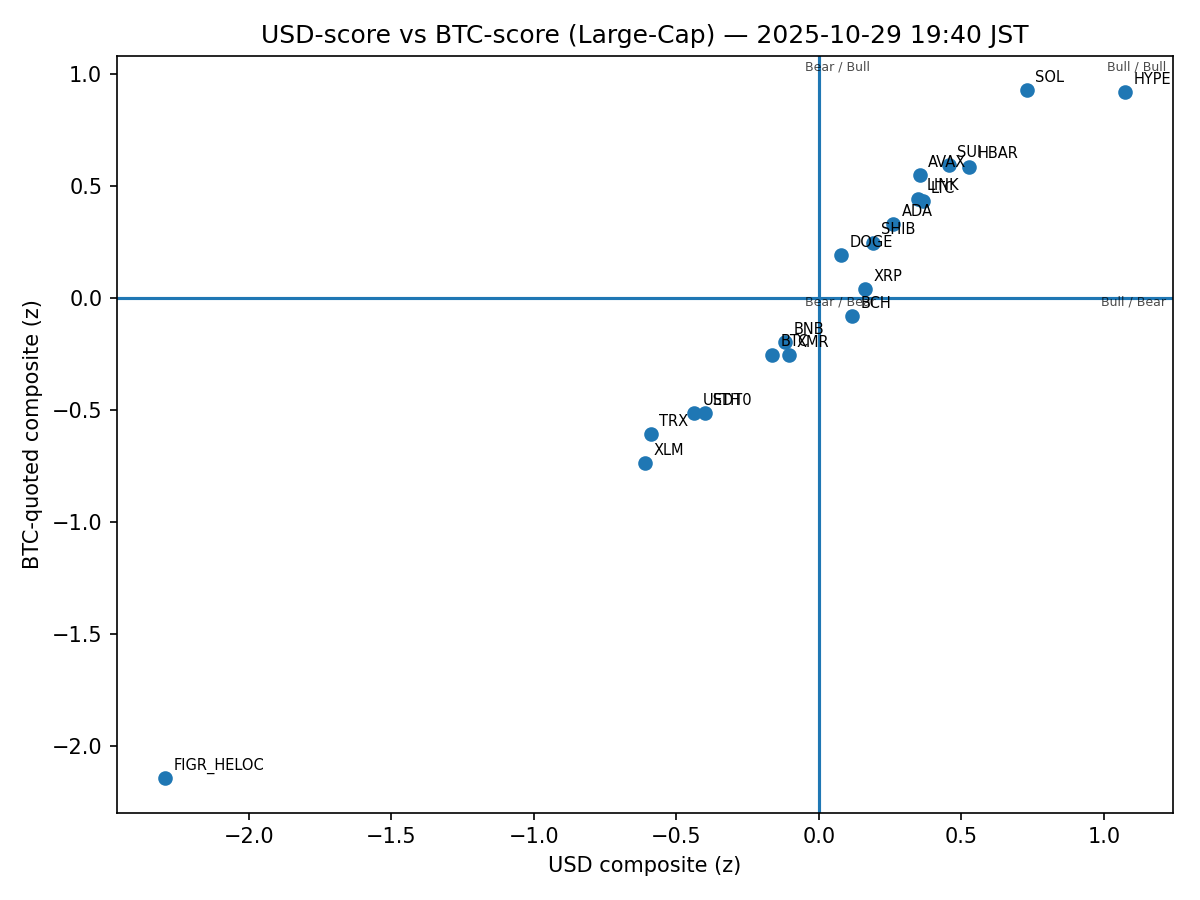 USD-score vs BTC-score (Large-Cap) — 2025-10-29 19:40 JST
BTC-quoted composite (z)
1.0
0.5
0.0
−0.5
−1.0
−1.5
−2.0
Bear / Bull
Bull / Bull
SOL
HYPE
SUI
HBAR
AVAX
LINK
LTC
ADA
SHIB
DOGE
XRP
Bear / Bear
BCH
Bull / Bear
BNB
BTC
XMR
ETH
TRX
XLM
FIGR_HELOC
−2.0
−1.5
−1.0
−0.5
0.0
0.5
1.0
USD composite (z)